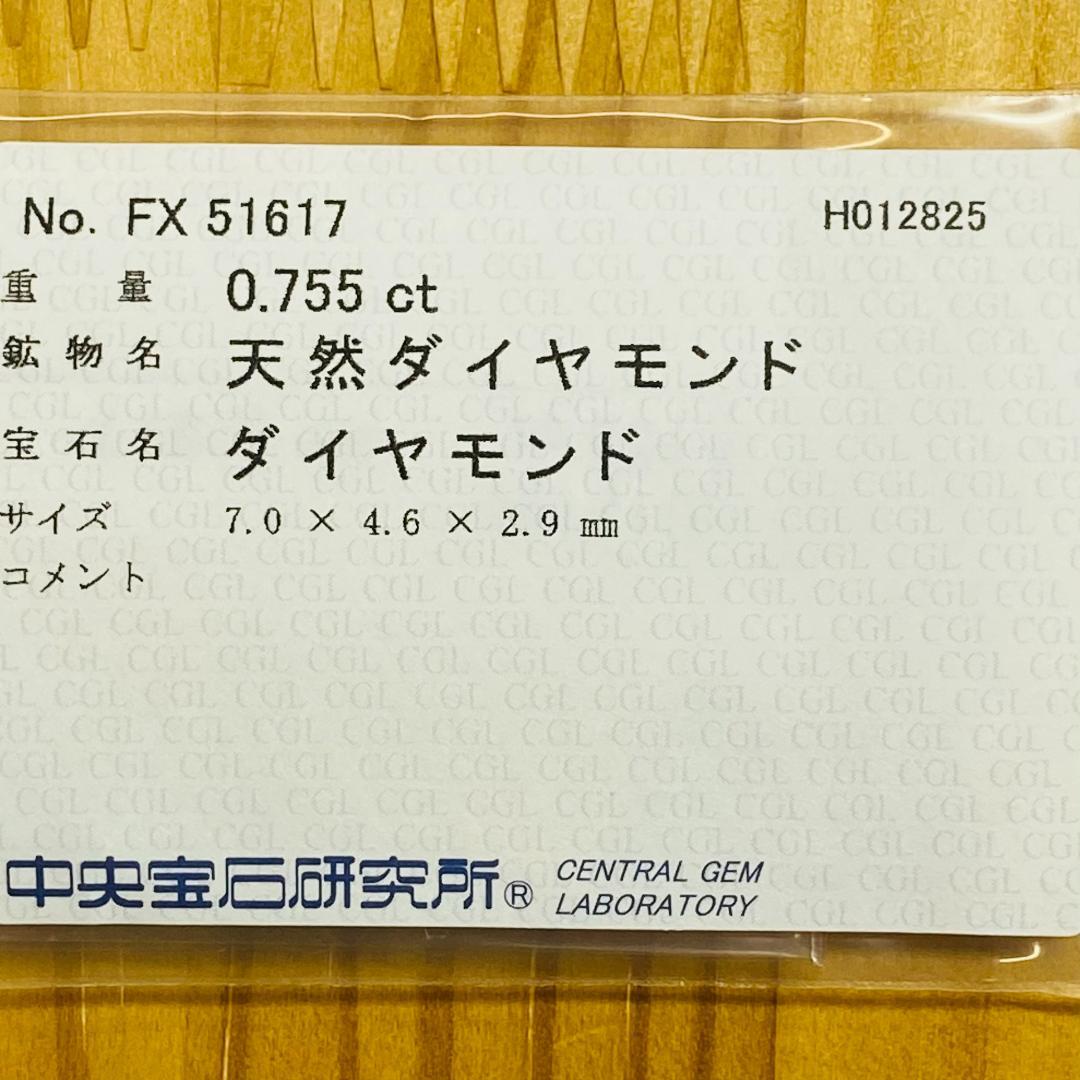 No. FX 51617 H012825
重 量 0.755 ct
鉱物名 天然ダイヤモンド
宝石名 ダイヤモンド
サイズ 7.0 × 4.6 × 2.9 mm
コメント
中央宝石研究所® CENTRAL GEM
LABORATORY